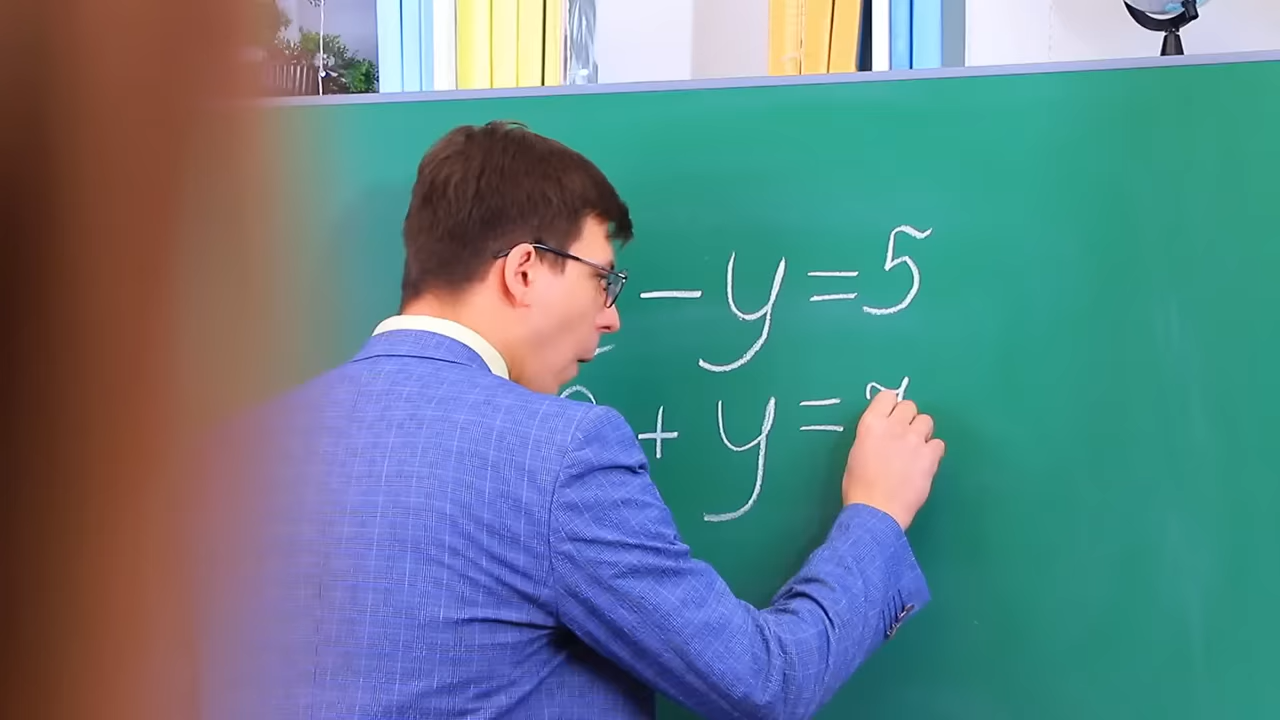 - y = 5
+ y =